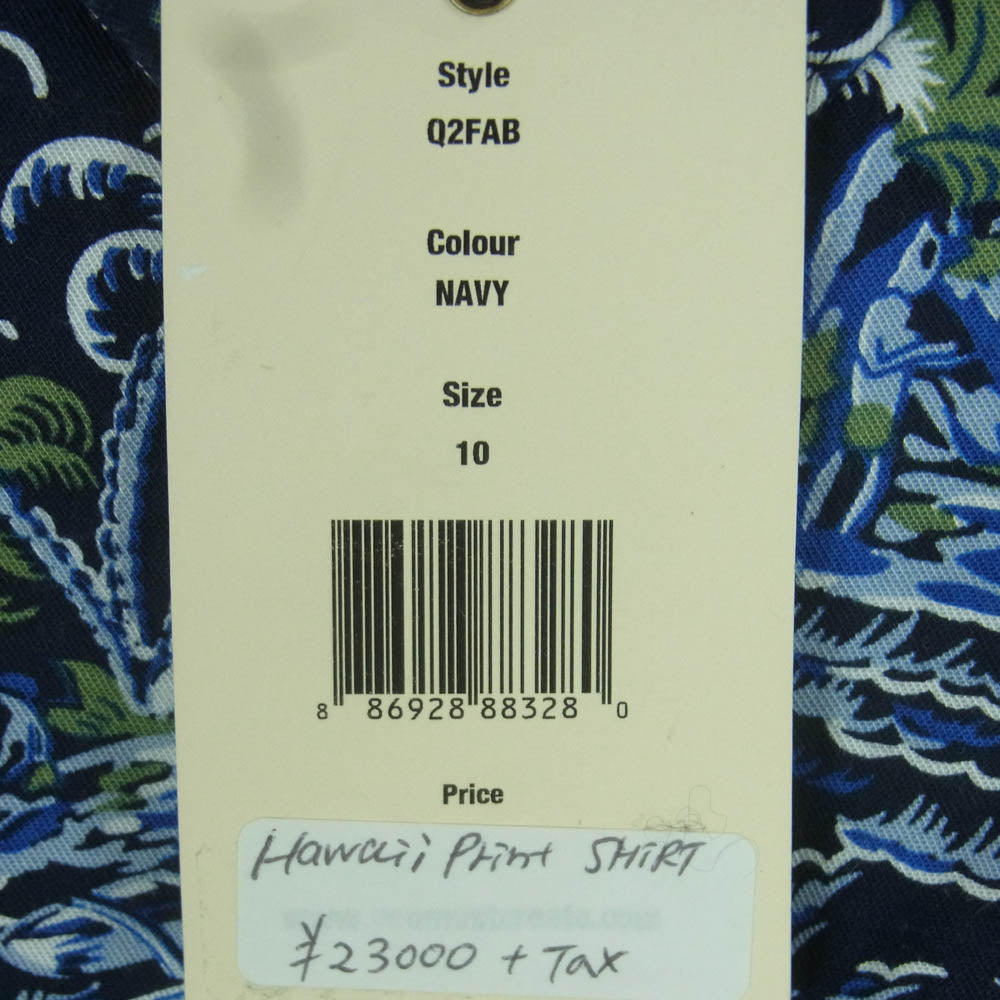 Style
Q2FAB
Colour
NAVY
Size
10
8 86928 88328 0
Price
Hawaii Print SHIRT
¥23000 + Tax